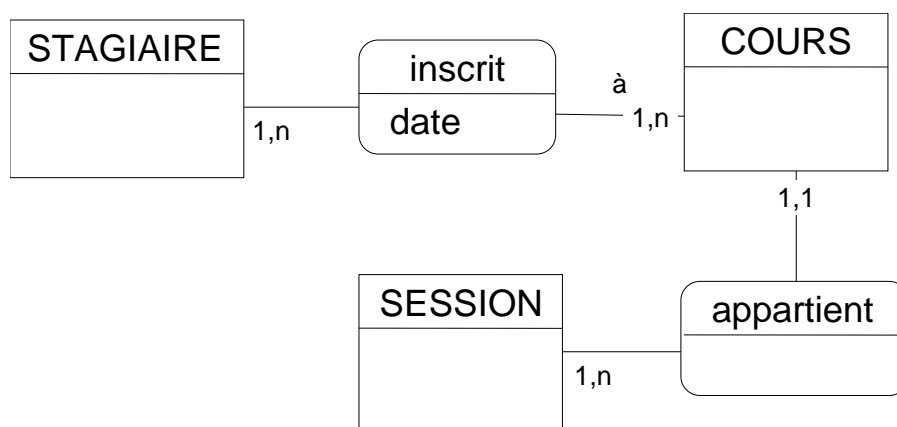 STAGIAIRE
inscrit
date
COURS
à
1,n
1,n
1,1
SESSION
appartient
1,n